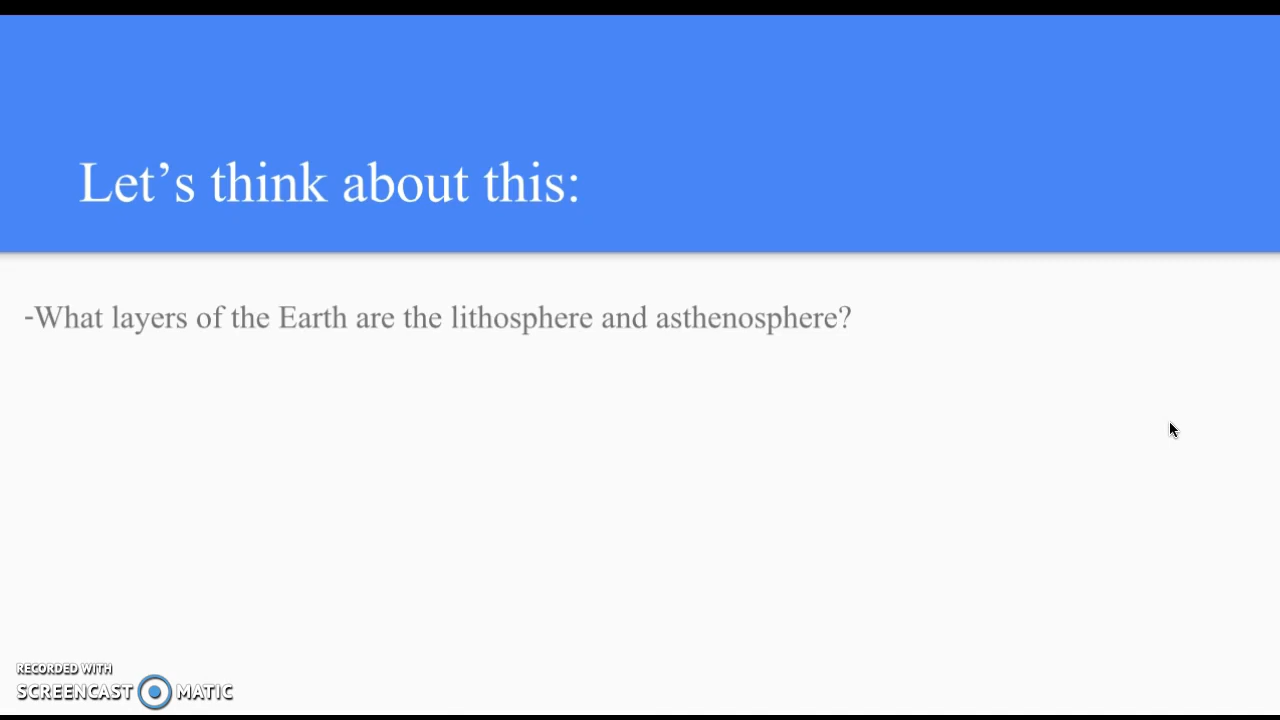 Let’s think about this:
-What layers of the Earth are the lithosphere and asthenosphere?
RECORDED WITH
SCREENCAST MATIC